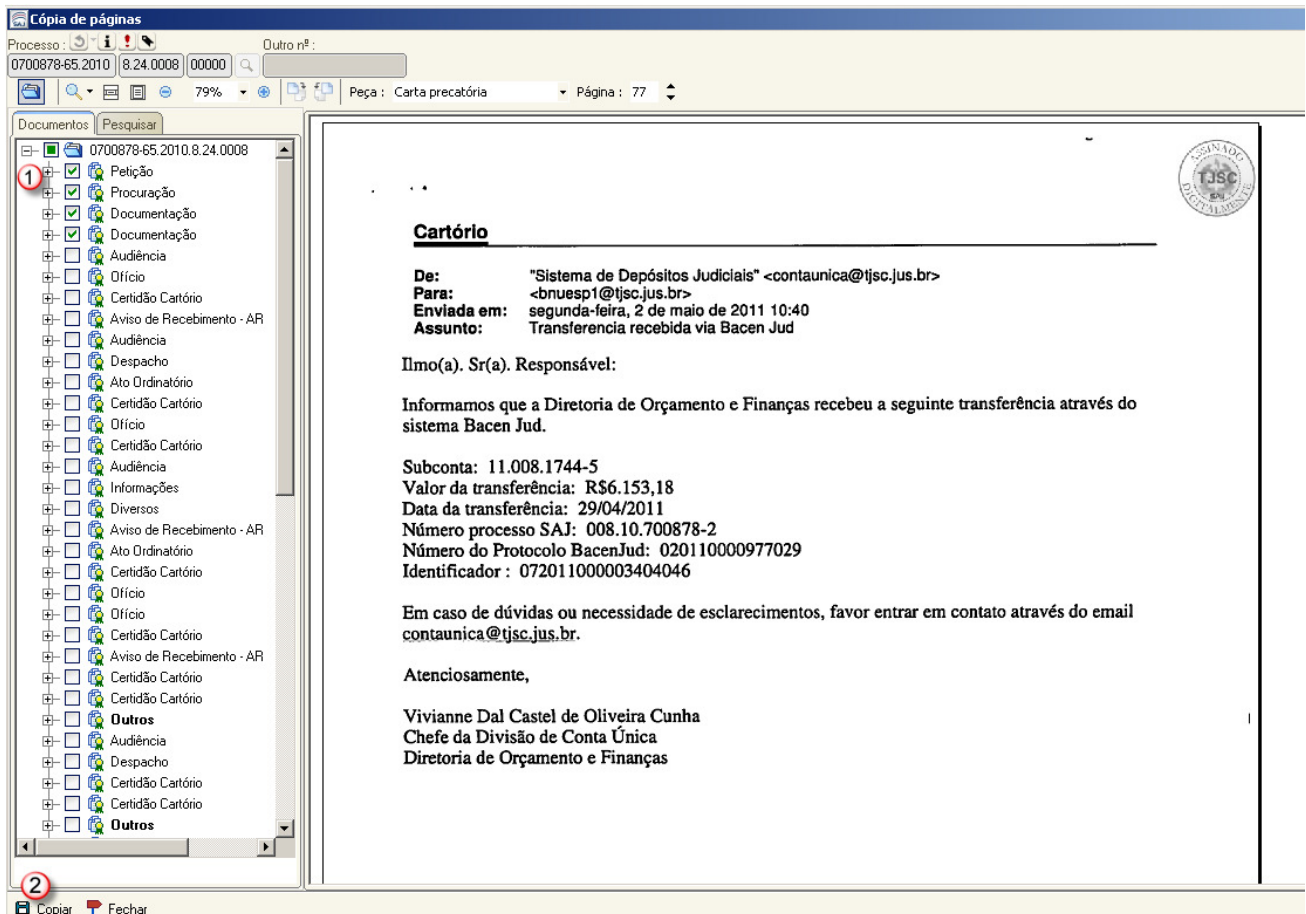 Cópia de páginas
Processo :
Outro nº :
0700878-65.2010 8.24.0008 00000
79% Peça : Carta precatória Página : 77
Documentos Pesquisar
0700878-65.2010.8.24.0008
1
Petição
Procuração
Documentação
Documentação
Audiência
Ofício
Certidão Cartório
Aviso de Recebimento - AR
Audiência
Despacho
Ato Ordinatório
Certidão Cartório
Ofício
Certidão Cartório
Audiência
Informações
Diversos
Aviso de Recebimento - AR
Ato Ordinatório
Certidão Cartório
Ofício
Ofício
Certidão Cartório
Aviso de Recebimento - AR
Certidão Cartório
Certidão Cartório
Outros
Audiência
Despacho
Certidão Cartório
Certidão Cartório
Outros
ASSINADO
TJSC
SAJ
DIGITALMENTE
Cartório
De: "Sistema de Depósitos Judiciais" <contaunica@tjsc.jus.br>
Para: <bnuesp1@tjsc.jus.br>
Enviada em: segunda-feira, 2 de maio de 2011 10:40
Assunto: Transferencia recebida via Bacen Jud
Ilmo(a). Sr(a). Responsável:
Informamos que a Diretoria de Orçamento e Finanças recebeu a seguinte transferência através do
sistema Bacen Jud.
Subconta: 11.008.1744-5
Valor da transferência: R$6.153,18
Data da transferência: 29/04/2011
Número processo SAJ: 008.10.700878-2
Número do Protocolo BacenJud: 020110000977029
Identificador : 072011000003404046
Em caso de dúvidas ou necessidade de esclarecimentos, favor entrar em contato através do email
contaunica@tjsc.jus.br.
Atenciosamente,
Vivianne Dal Castel de Oliveira Cunha
Chefe da Divisão de Conta Única
Diretoria de Orçamento e Finanças
2
Copiar Fechar